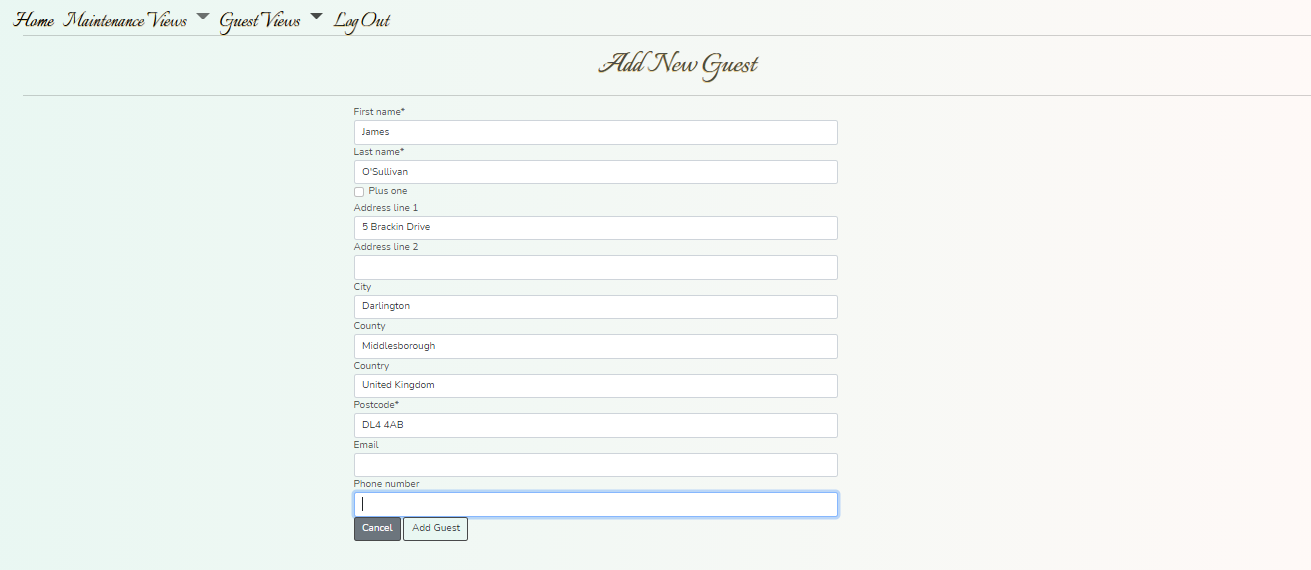 Home Maintenance Views Guest Views Log Out
Add New Guest
First name*
James
Last name*
O'Sullivan
Plus one
Address line 1
5 Brackin Drive
Address line 2
City
Darlington
County
Middlesborough
Country
United Kingdom
Postcode*
DL4 4AB
Email
Phone number
Cancel Add Guest